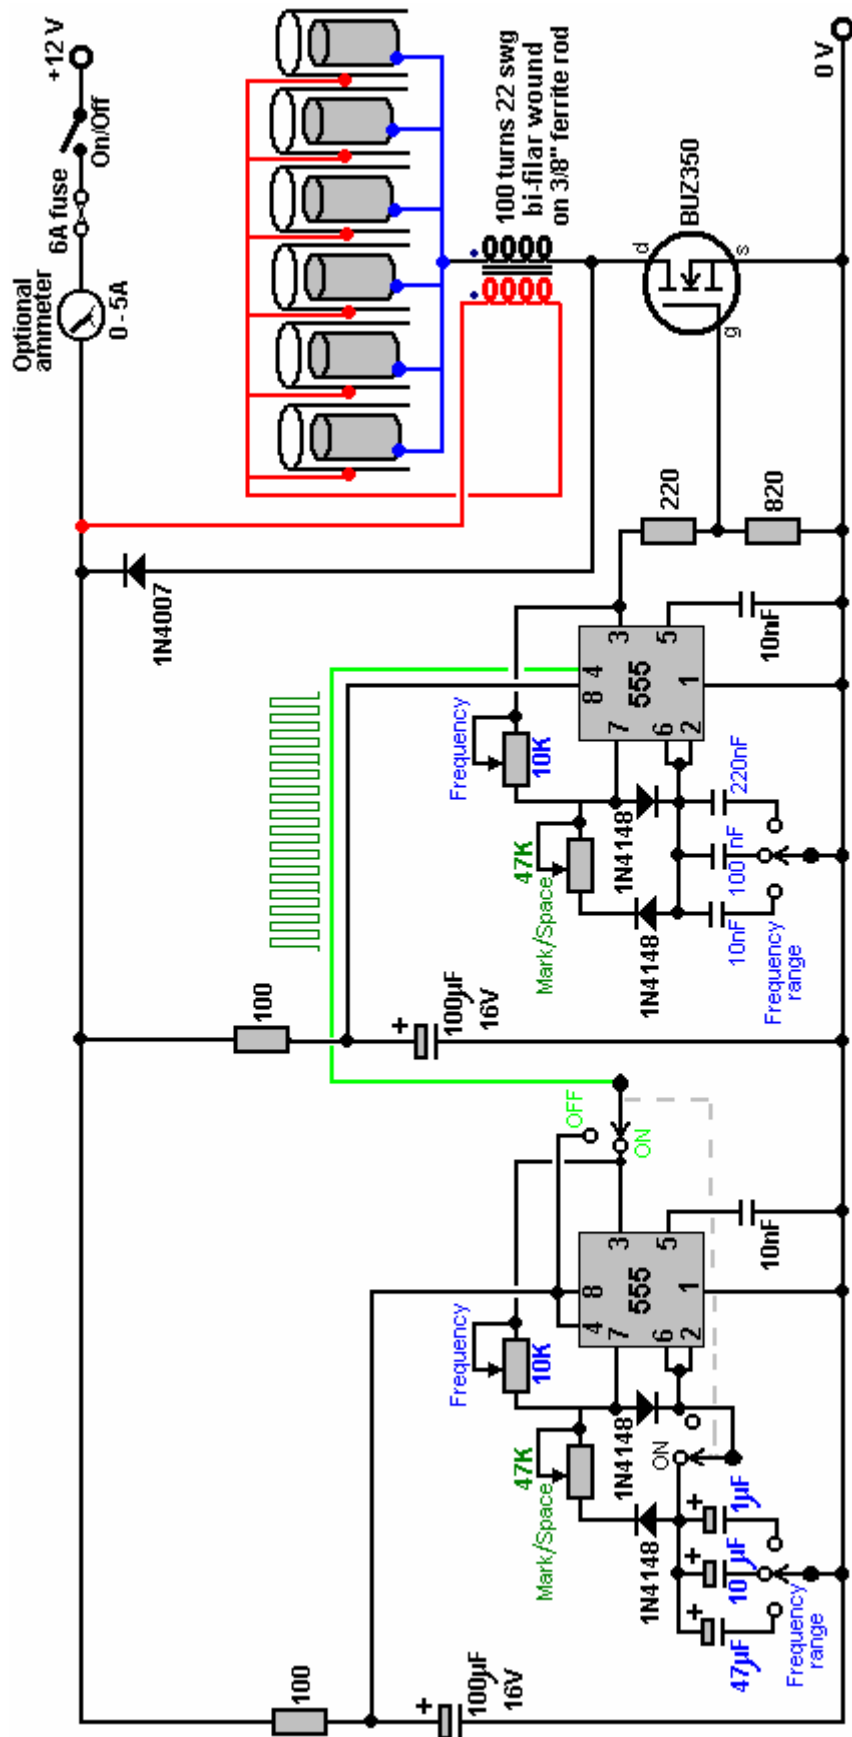 +12 V
On/Off
6A fuse
Optional
ammeter
0 - 5A
100 turns 22 swg
bi-filar wound
on 3/8" ferrite rod
0 V
BUZ350
d
s
g
1N4007
220
820
Frequency
10K
47K
Mark/Space
1N4148
1N4148
3
4
8
5
555
7
6
2
1
10nF
220nF
100 nF
10nF
Frequency
range
100
+
100µF
16V
OFF
ON
Frequency
10K
47K
Mark/Space
1N4148
1N4148
3
8
4
5
555
7
6
2
1
10nF
ON
+
1µF
+
10 µF
+
47µF
Frequency
range
100
+
100µF
16V